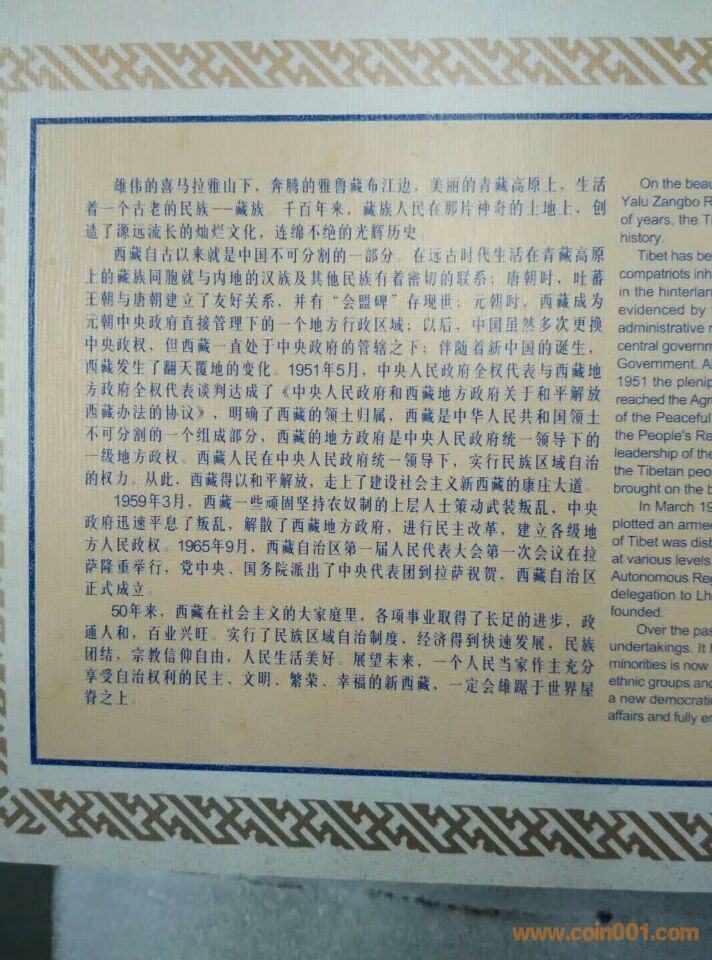 雄伟的喜马拉雅山下，奔腾的雅鲁藏布江边，美丽的青藏高原上，生活
着一个古老的民族--藏族。千百年来，藏族人民在那片神奇的土地上，创
造了源远流长的灿烂文化，连绵不绝的光辉历史。
西藏自古以来就是中国不可分割的一部分。在远古时代生活在青藏高原
上的藏族同胞就与内地的汉族及其他民族有着密切的联系；唐朝时，吐蕃
王朝与唐朝建立了友好关系，并有“会盟碑”存现世；元朝时，西藏成为
元朝中央政府直接管理下的一个地方行政区域；以后，中国虽然多次更换
中央政权，但西藏一直处于中央政府的管辖之下；伴随着新中国的诞生，
西藏发生了翻天覆地的变化。1951年5月，中央人民政府全权代表与西藏地
方政府全权代表谈判达成了《中央人民政府和西藏地方政府关于和平解放
西藏办法的协议》，明确了西藏的领土归属，西藏是中华人民共和国领土
不可分割的一个组成部分，西藏的地方政府是中央人民政府统一领导下的
一级地方政权。西藏人民在中央人民政府统一领导下，实行民族区域自治
的权力。从此，西藏得以和平解放，走上了建设社会主义新西藏的康庄大道。
1959年3月，西藏一些顽固坚持农奴制的上层人士策动武装叛乱，中央
政府迅速平息了叛乱，解散了西藏地方政府，进行民主改革，建立各级地
方人民政权。1965年9月，西藏自治区第一届人民代表大会第一次会议在拉
萨隆重举行，党中央、国务院派出了中央代表团到拉萨祝贺，西藏自治区
正式成立。
50年来，西藏在社会主义的大家庭里，各项事业取得了长足的进步，政
通人和，百业兴旺。实行了民族区域自治制度，经济得到快速发展，民族
团结，宗教信仰自由，人民生活美好。展望未来，一个人民当家作主充分
享受自治权利的民主、文明、繁荣、幸福的新西藏，一定会雄踞于世界屋
脊之上。
On the beau
Yalu Zangbo R
of years, the Ti
history.
Tibet has be
compatriots inh
in the hinterlan
evidenced by
administrative r
central governm
Government. A
1951 the plenip
reached the Agr
of the Peaceful
the People's Re
leadership of the
the Tibetan peop
brought on the b
In March 19
plotted an armed
of Tibet was disb
at various levels
Autonomous Reg
delegation to Lh
founded.
Over the pas
undertakings. It h
minorities is now
ethnic groups and
a new democratic
affairs and fully en
www.coin001.com